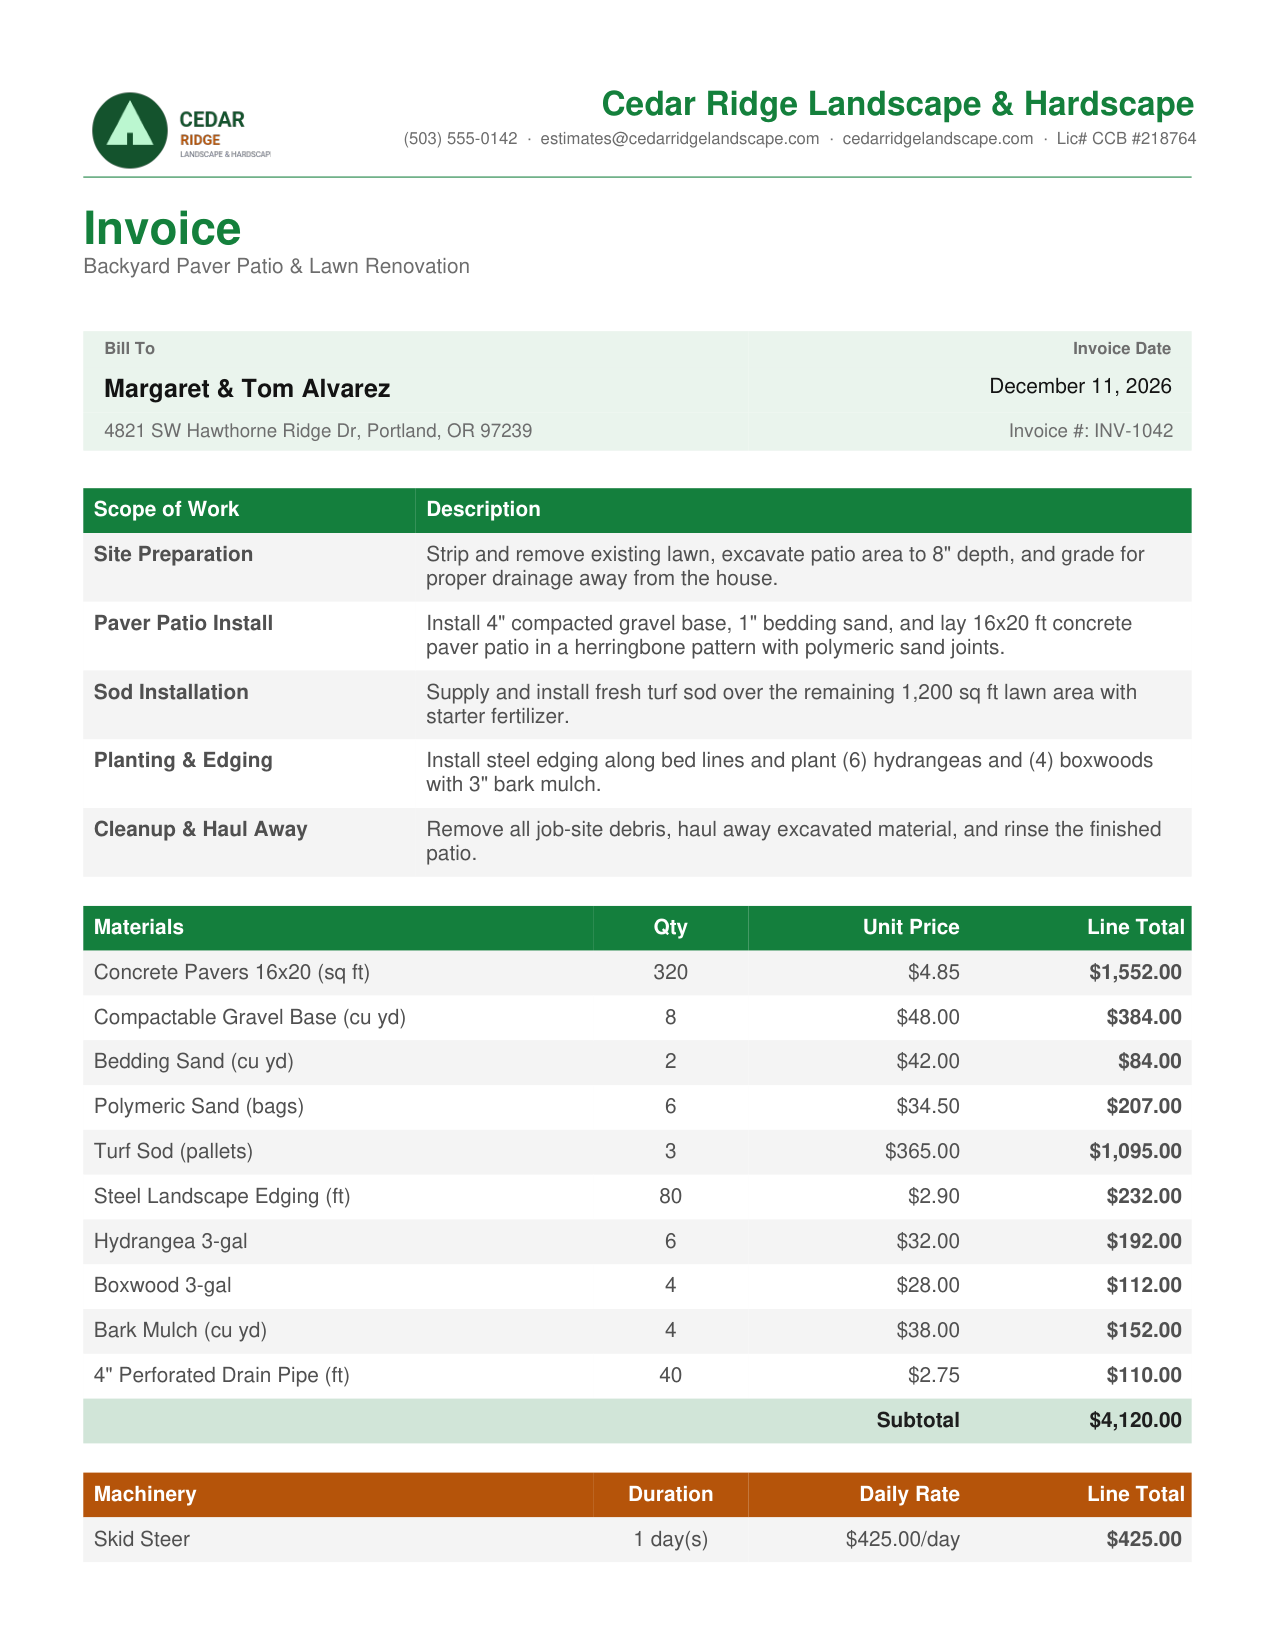 CEDAR
RIDGE
LANDSCAPE & HARDSCAP
Cedar Ridge Landscape & Hardscape
(503) 555-0142 · estimates@cedarridgelandscape.com · cedarridgelandscape.com · Lic# CCB #218764
Invoice
Backyard Paver Patio & Lawn Renovation
Bill To
Invoice Date
Margaret & Tom Alvarez
December 11, 2026
4821 SW Hawthorne Ridge Dr, Portland, OR 97239
Invoice #: INV-1042
Scope of Work Description
Site Preparation Strip and remove existing lawn, excavate patio area to 8" depth, and grade for
proper drainage away from the house.
Paver Patio Install Install 4" compacted gravel base, 1" bedding sand, and lay 16x20 ft concrete
paver patio in a herringbone pattern with polymeric sand joints.
Sod Installation Supply and install fresh turf sod over the remaining 1,200 sq ft lawn area with
starter fertilizer.
Planting & Edging Install steel edging along bed lines and plant (6) hydrangeas and (4) boxwoods
with 3" bark mulch.
Cleanup & Haul Away Remove all job-site debris, haul away excavated material, and rinse the finished
patio.
Materials Qty Unit Price Line Total
Concrete Pavers 16x20 (sq ft) 320 $4.85 $1,552.00
Compactable Gravel Base (cu yd) 8 $48.00 $384.00
Bedding Sand (cu yd) 2 $42.00 $84.00
Polymeric Sand (bags) 6 $34.50 $207.00
Turf Sod (pallets) 3 $365.00 $1,095.00
Steel Landscape Edging (ft) 80 $2.90 $232.00
Hydrangea 3-gal 6 $32.00 $192.00
Boxwood 3-gal 4 $28.00 $112.00
Bark Mulch (cu yd) 4 $38.00 $152.00
4" Perforated Drain Pipe (ft) 40 $2.75 $110.00
Subtotal $4,120.00
Machinery Duration Daily Rate Line Total
Skid Steer 1 day(s) $425.00/day $425.00